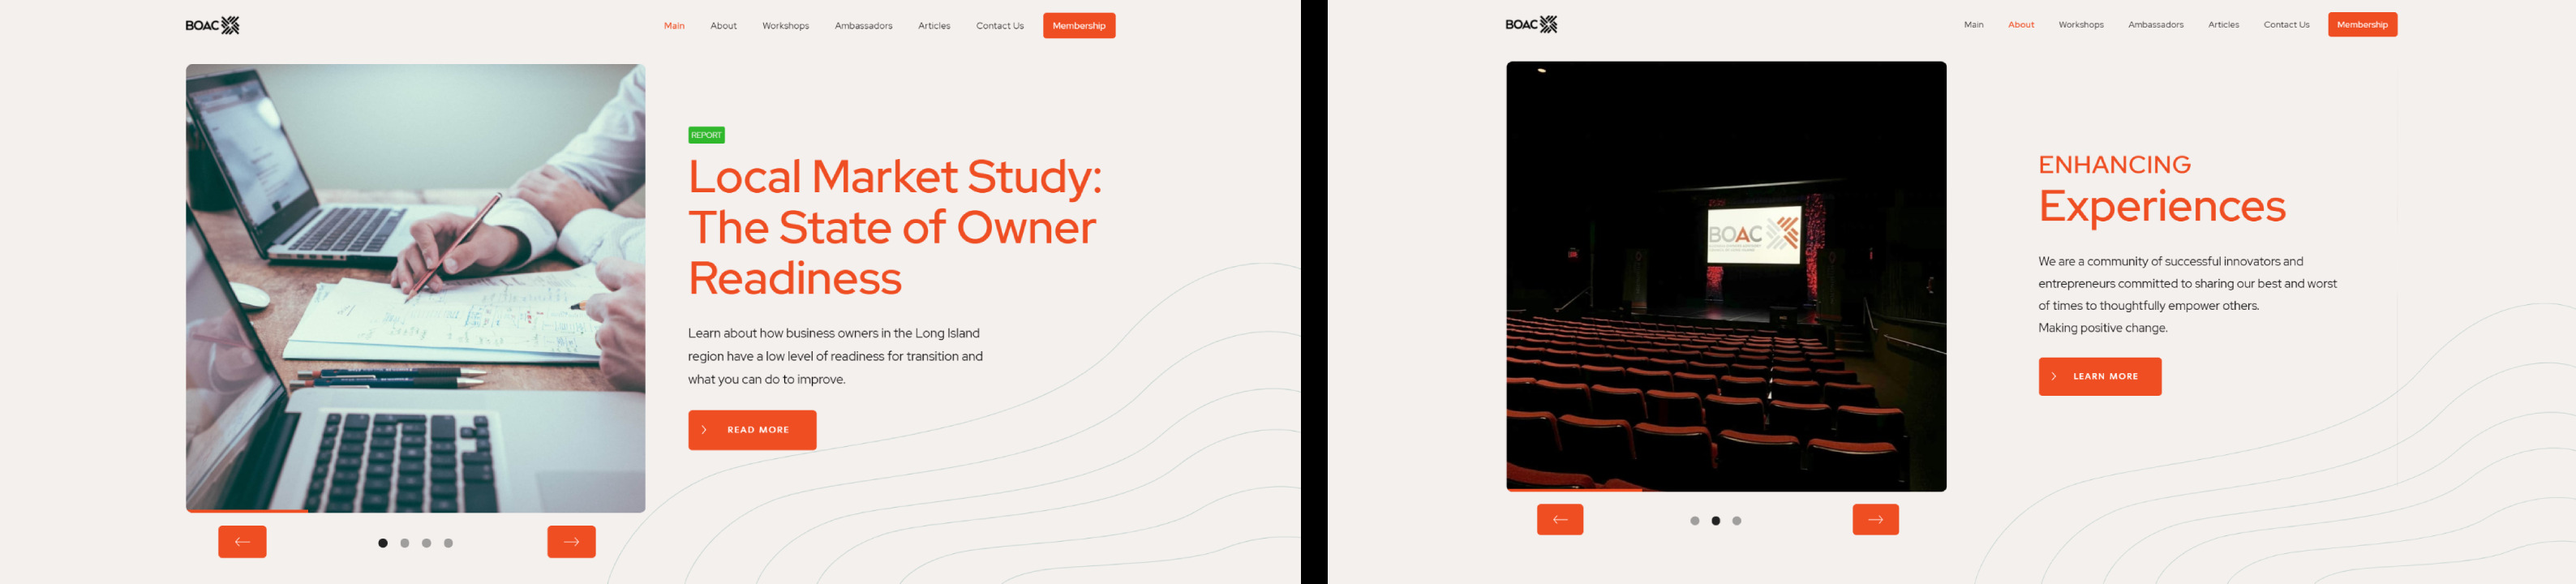 BOAC
Main About Workshops Ambassadors Articles Contact Us Membership
REPORT
Local Market Study:
The State of Owner
Readiness
Learn about how business owners in the Long Island
region have a low level of readiness for transition and
what you can do to improve.
READ MORE
BOAC
Main About Workshops Ambassadors Articles Contact Us Membership
BOAC
ENHANCING
Experiences
We are a community of successful innovators and
entrepreneurs committed to sharing our best and worst
of times to thoughtfully empower others.
Making positive change.
LEARN MORE